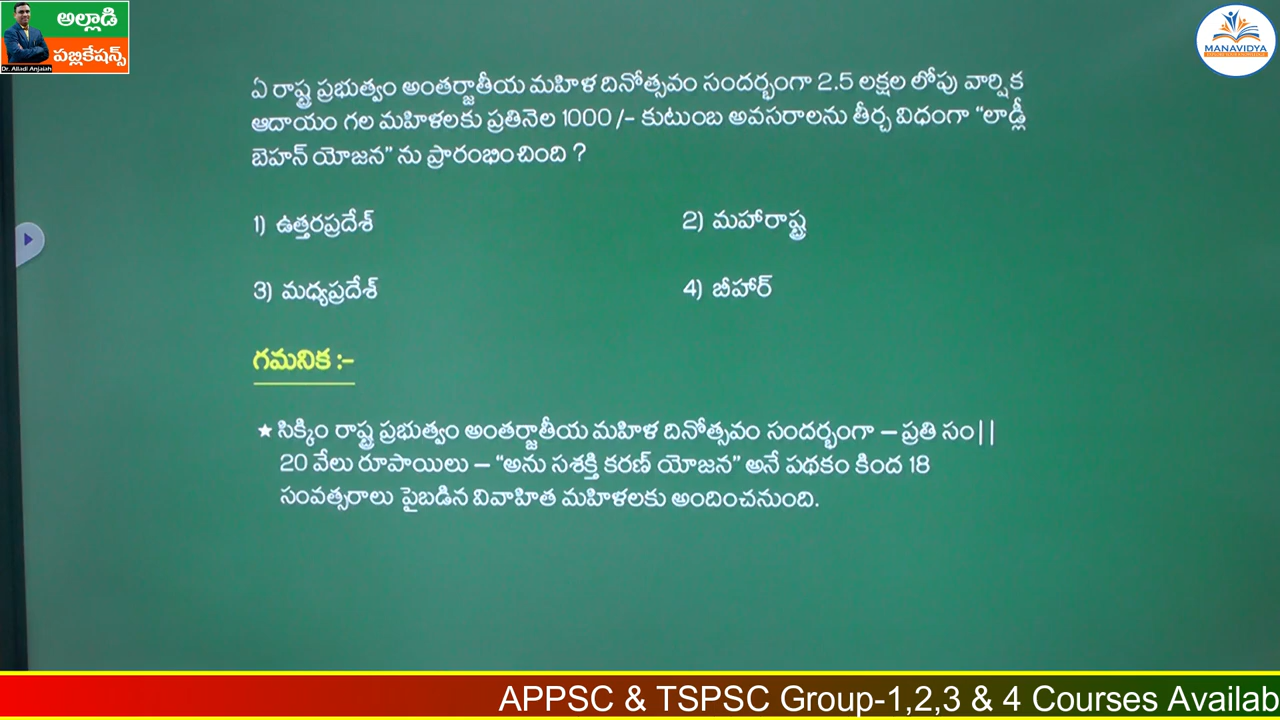 అల్లాడి
పబ్లికేషన్స్
Dr. Alladi Anjaiah
MANAVIDYA
ఏ రాష్ట్ర ప్రభుత్వం అంతర్జాతీయ మహిళ దినోత్సవం సందర్భంగా 2.5 లక్షల లోపు వార్షిక
ఆదాయం గల మహిళలకు ప్రతినెల 1000/- కుటుంబ అవసరాలను తీర్చ విధంగా "లాడ్లీ
బెహన్ యోజన" ను ప్రారంభించింది ?
1) ఉత్తరప్రదేశ్ 2) మహారాష్ట్ర
3) మధ్యప్రదేశ్ 4) బీహార్
గమనిక :-
★ సిక్కిం రాష్ట్ర ప్రభుత్వం అంతర్జాతీయ మహిళ దినోత్సవం సందర్భంగా – ప్రతి సం||
20 వేలు రూపాయిలు – "అను సశక్తి కరణ్ యోజన" అనే పథకం కింద 18
సంవత్సరాలు పైబడిన వివాహిత మహిళలకు అందించనుంది.
APPSC & TSPSC Group-1,2,3 & 4 Courses Availab